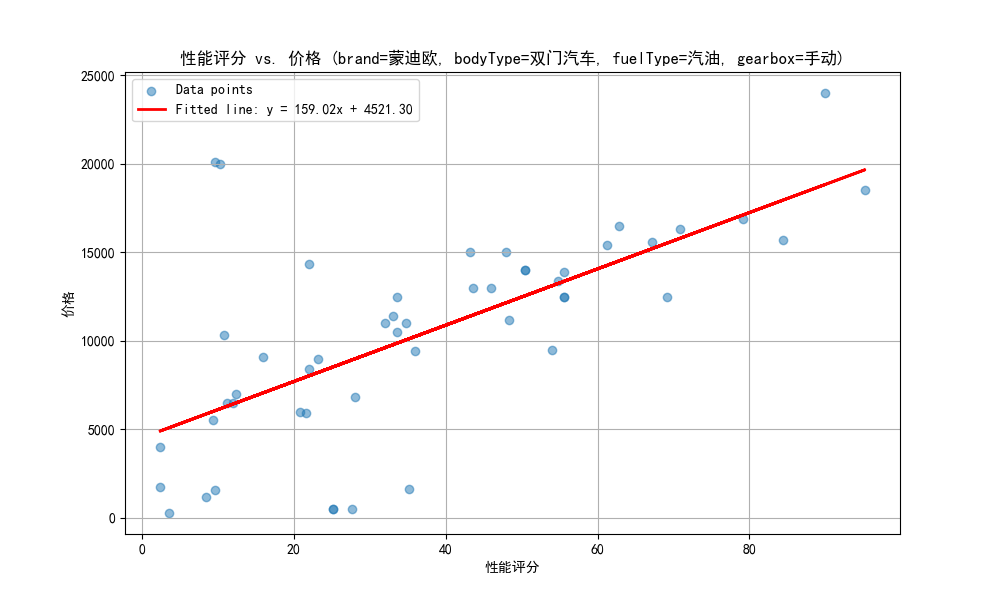 性能评分 vs. 价格 (brand=蒙迪欧, bodyType=双门汽车, fuelType=汽油, gearbox=手动)
Data points
Fitted line: y = 159.02x + 4521.30
25000
20000
15000
10000
5000
0
价格
0 20 40 60 80
性能评分